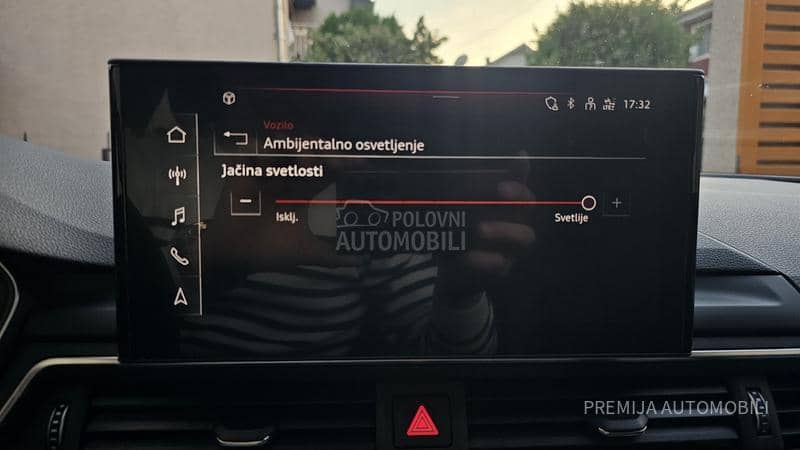 17:32
Vozilo
Ambijentalno osvetljenje
Jačina svetlosti
Isklj.
Svetlije
POLOVNI
AUTOMOBILI
PREMIJA AUTOMOBILI